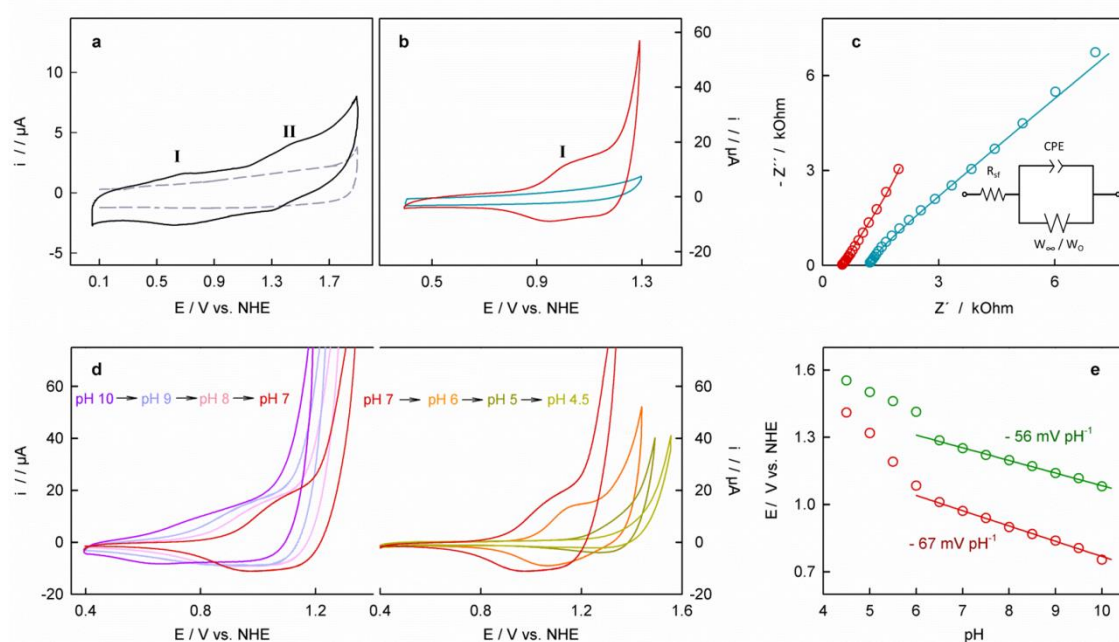 a
i // µA
10
5
0
-5
I
II
0.1 0.5 0.9 1.3 1.7
E / V vs. NHE
b
I
60
40
20
0
-20
i // µA
0.5 0.9 1.3
E / V vs. NHE
c
- Z´´ / kOhm
6
3
0
CPE
Rsf
W∞ / WO
0 3 6
Z´ / kOhm
d
pH 10 → pH 9 → pH 8 → pH 7
pH 7 → pH 6 → pH 5 → pH 4.5
i // µA
60
40
20
0
-20
0.4 0.8 1.2
E / V vs. NHE
60
40
20
0
-20
i // µA
0.4 0.8 1.2 1.6
E / V vs. NHE
e
E / V vs. NHE
1.6
1.3
1.0
0.7
- 56 mV pH⁻¹
- 67 mV pH⁻¹
4 5 6 7 8 9 10
pH